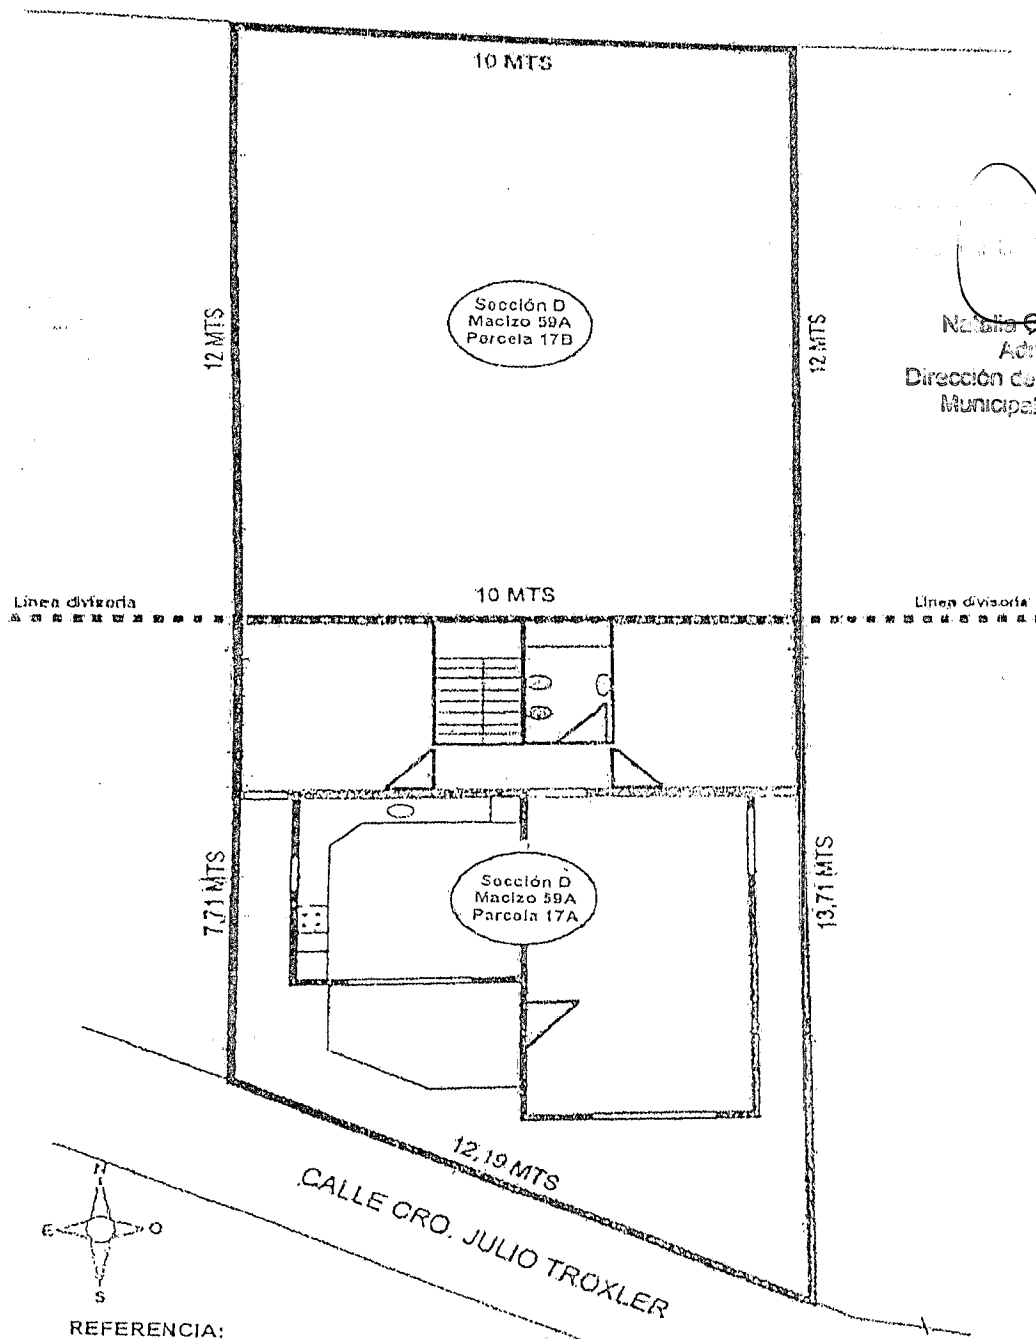 10 MTS
Sección D
Macizo 59A
Parcela 17B
12 MTS
12 MTS
Natalia
Dirección de
10 MTS
Línea divisoria
Línea divisoria
7,71 MTS
Sección D
Macizo 59A
Parcela 17A
13,71 MTS
12,19 MTS
CALLE CRO. JULIO TROXLER
N
E O
S
REFERENCIA: